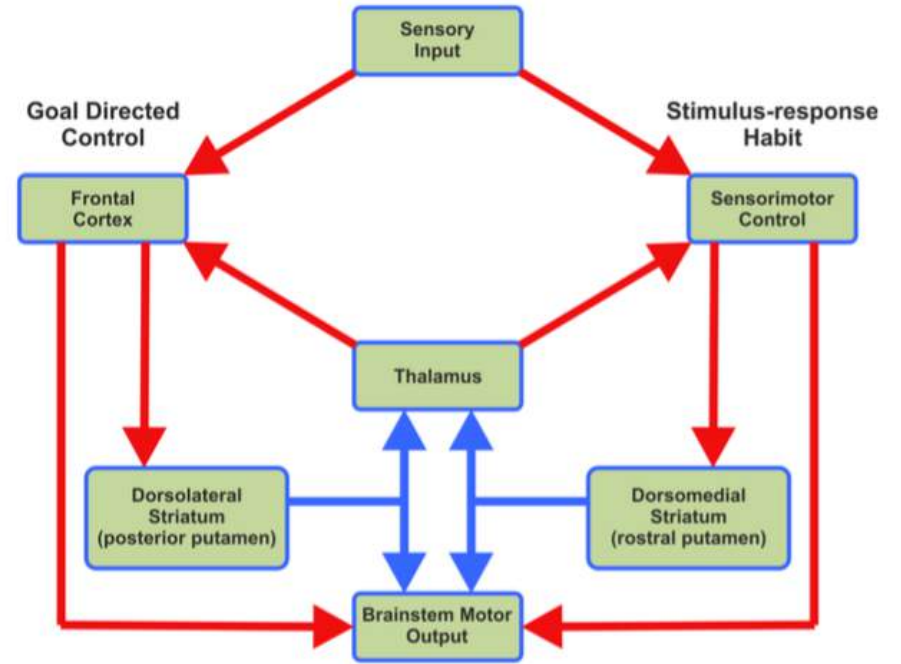 Sensory
Input
Goal Directed
Control
Stimulus-response
Habit
Frontal
Cortex
Sensorimotor
Control
Thalamus
Dorsolateral
Striatum
(posterior putamen)
Dorsomedial
Striatum
(rostral putamen)
Brainstem Motor
Output